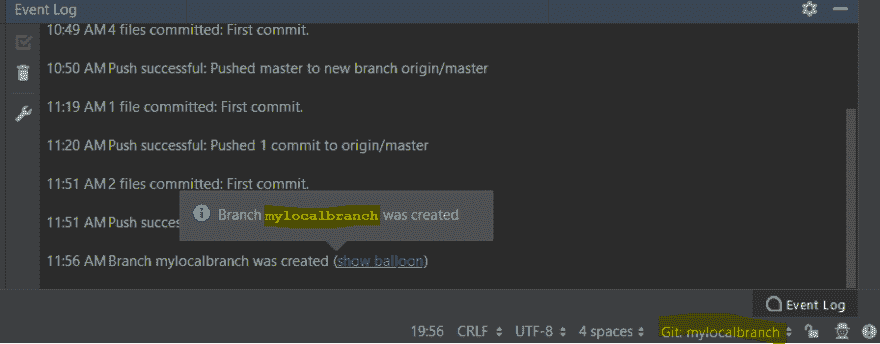 Event Log
10:49 AM 4 files committed: First commit.
10:50 AM Push successful: Pushed master to new branch origin/master
11:19 AM 1 file committed: First commit.
11:20 AM Push successful: Pushed 1 commit to origin/master
11:51 AM 2 files committed: First commit.
Branch mylocalbranch was created
11:51 AM Push succes
11:56 AM Branch mylocalbranch was created (show balloon)
Event Log
19:56 CRLF UTF-8 4 spaces Git: mylocalbranch